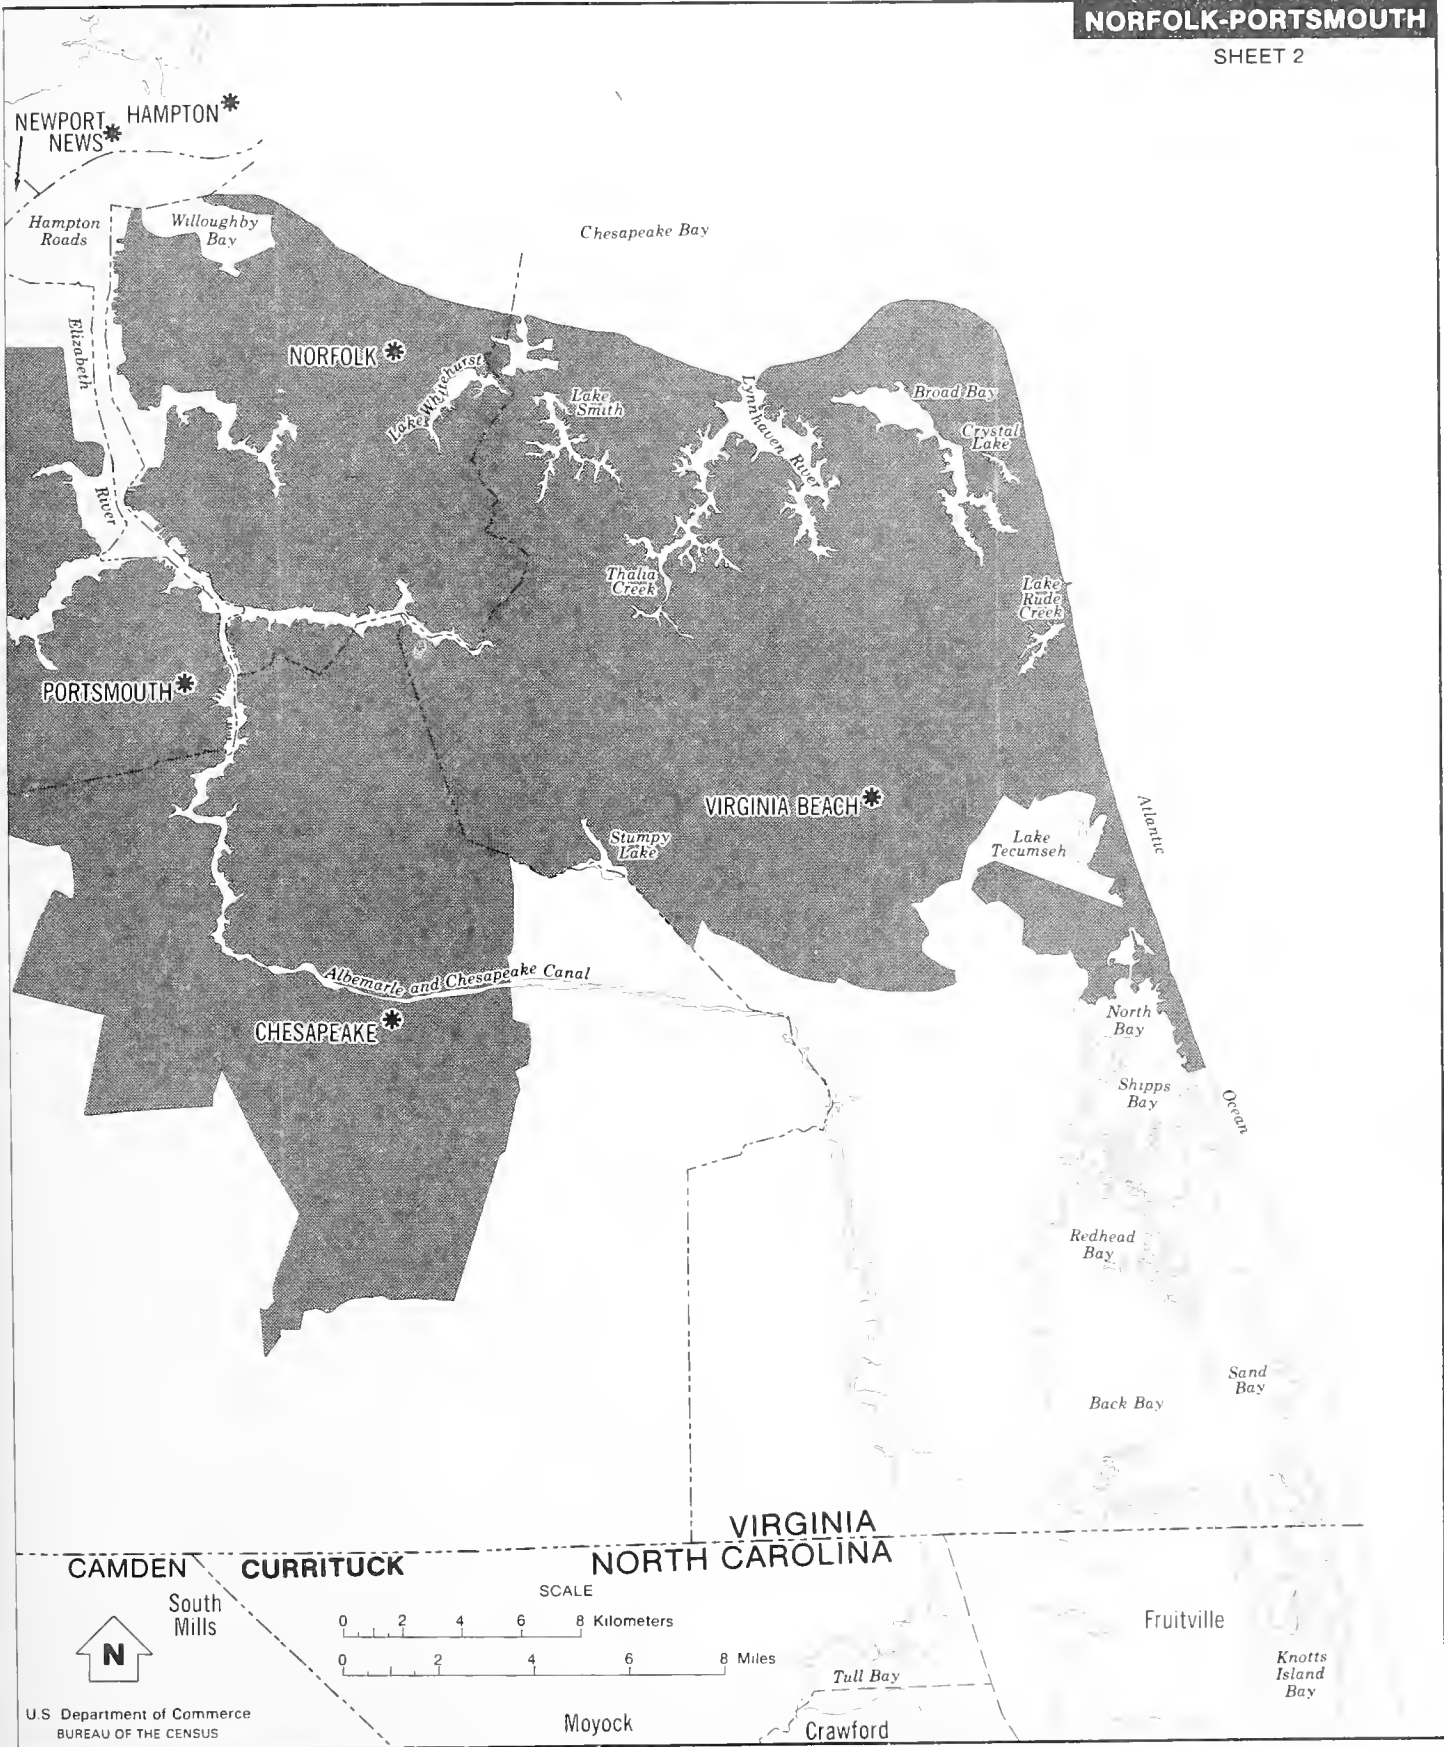 NORFOLK-PORTSMOUTH
SHEET 2
HAMPTON
NEWPORT
NEWS
Hampton
Roads
Willoughby
Bay
Chesapeake Bay
Elizabeth
River
NORFOLK
Lake Whitehurst
Lake
Smith
Lynnhaven River
Broad Bay
Crystal
Lake
Thalia
Creek
Lake
Rude
Creek
PORTSMOUTH
VIRGINIA BEACH
Stumpy
Lake
Lake
Tecumseh
Atlantic
Ocean
Albemarle and Chesapeake Canal
CHESAPEAKE
North
Bay
Shipps
Bay
Redhead
Bay
Sand
Bay
Back Bay
VIRGINIA
NORTH CAROLINA
CAMDEN
CURRITUCK
South
Mills
SCALE
0 2 4 6 8 Kilometers
0 2 4 6 8 Miles
N
U.S Department of Commerce
BUREAU OF THE CENSUS
Moyock
Tull Bay
Crawford
Fruitville
Knotts
Island
Bay